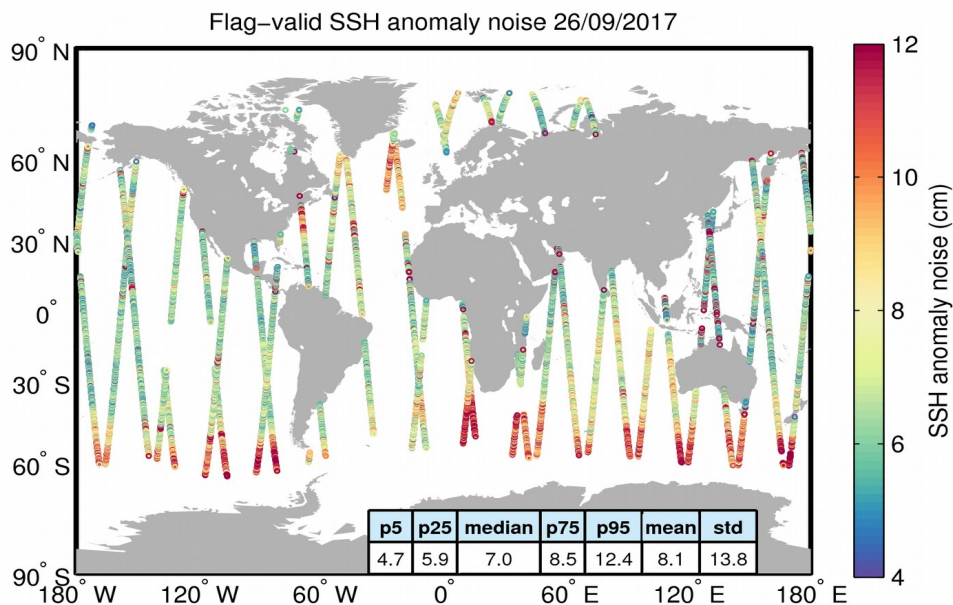 Flag−valid SSH anomaly noise 26/09/2017
90° N
60° N
30° N
0°
30° S
60° S
90° S
180° W
120° W
60° W
0°
60° E
120° E
180° E
p5 p25 median p75 p95 mean std
4.7 5.9 7.0 8.5 12.4 8.1 13.8
12
10
8
6
4
SSH anomaly noise (cm)